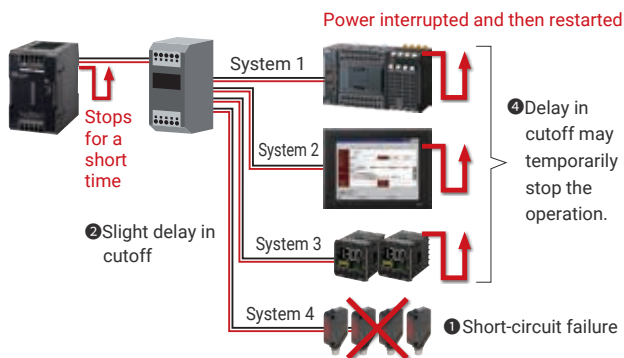 Power interrupted and then restarted
System 1
Stops
for a
short
time
❹Delay in
cutoff may
temporarily
stop the
operation.
System 2
❷Slight delay in
cutoff
System 3
System 4
❶Short-circuit failure